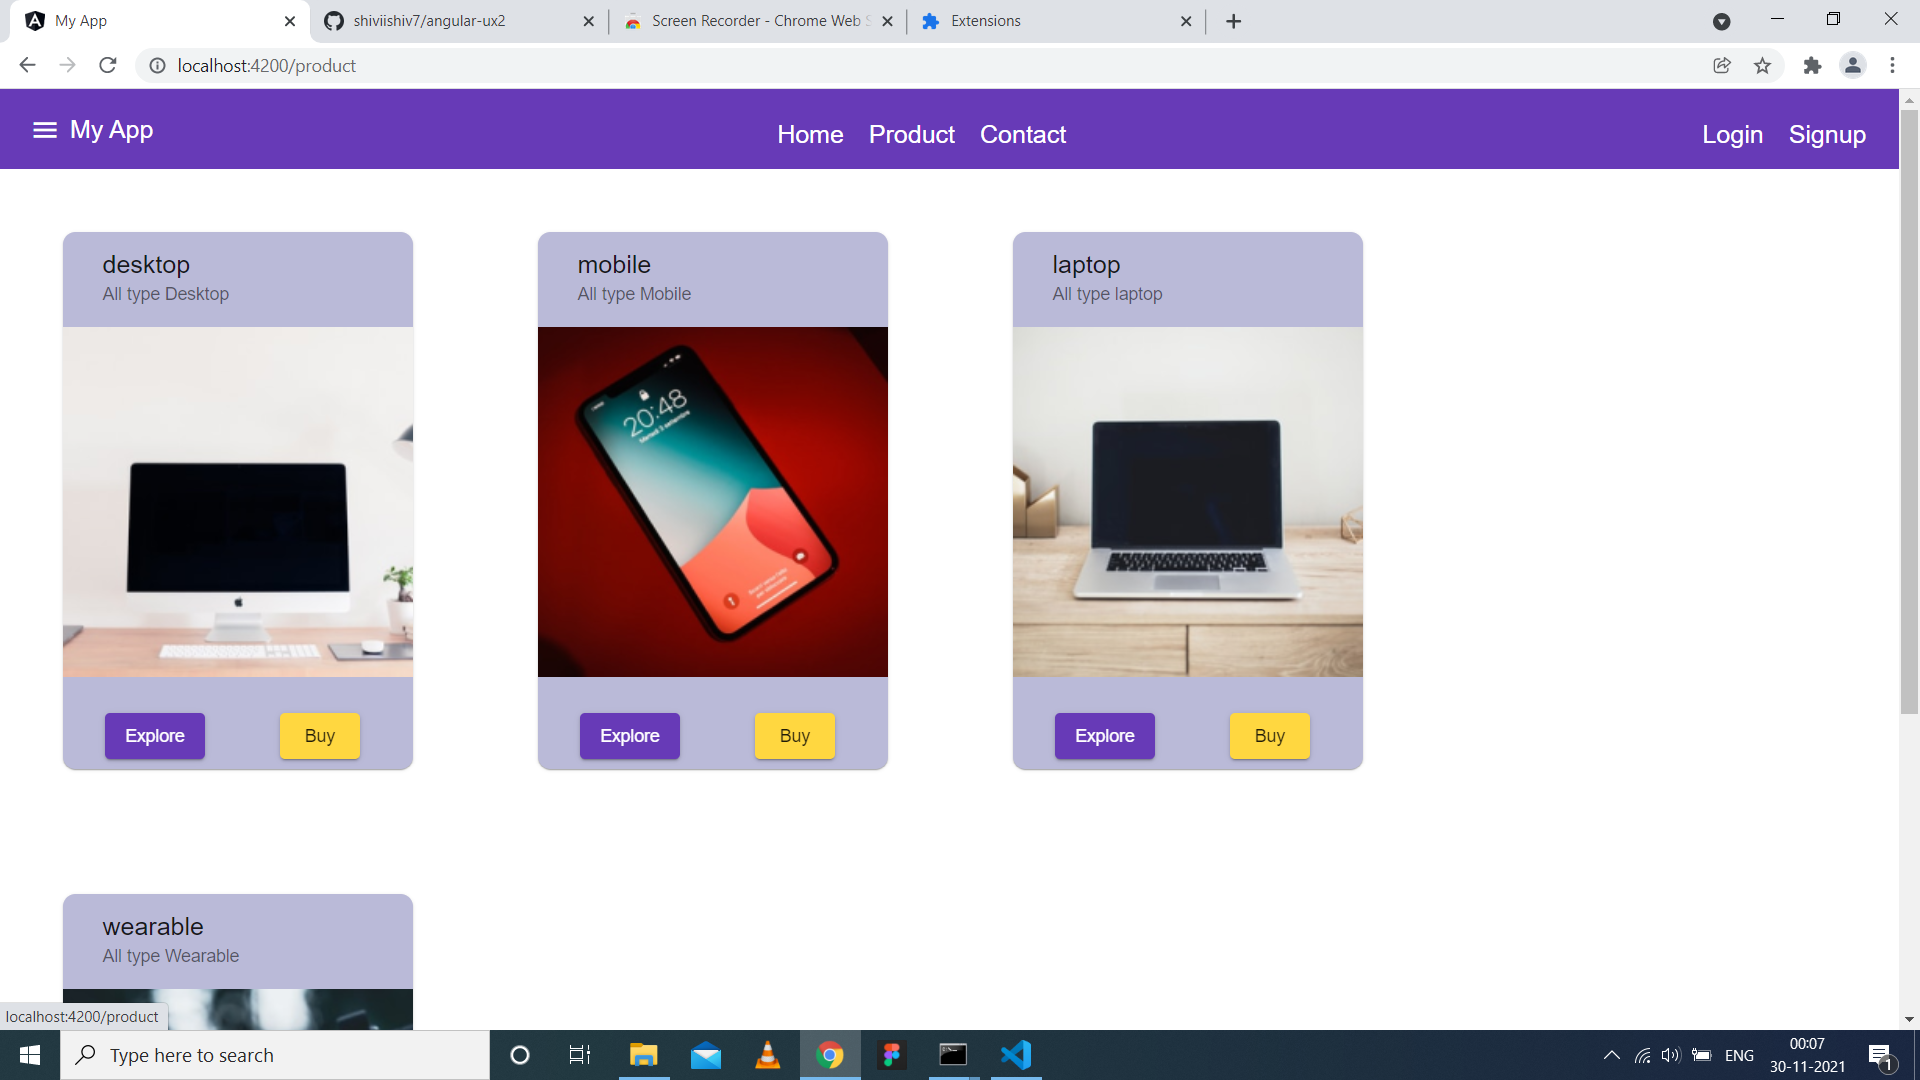 My App
shiviishiv7/angular-ux2
Screen Recorder - Chrome Web
Extensions
localhost:4200/product
My App
Home Product Contact
Login Signup
desktop
All type Desktop
mobile
All type Mobile
laptop
All type laptop
20:48
Explore Buy
Explore Buy
Explore Buy
wearable
All type Wearable
localhost:4200/product
Type here to search
ENG
00:07
30-11-2021
1